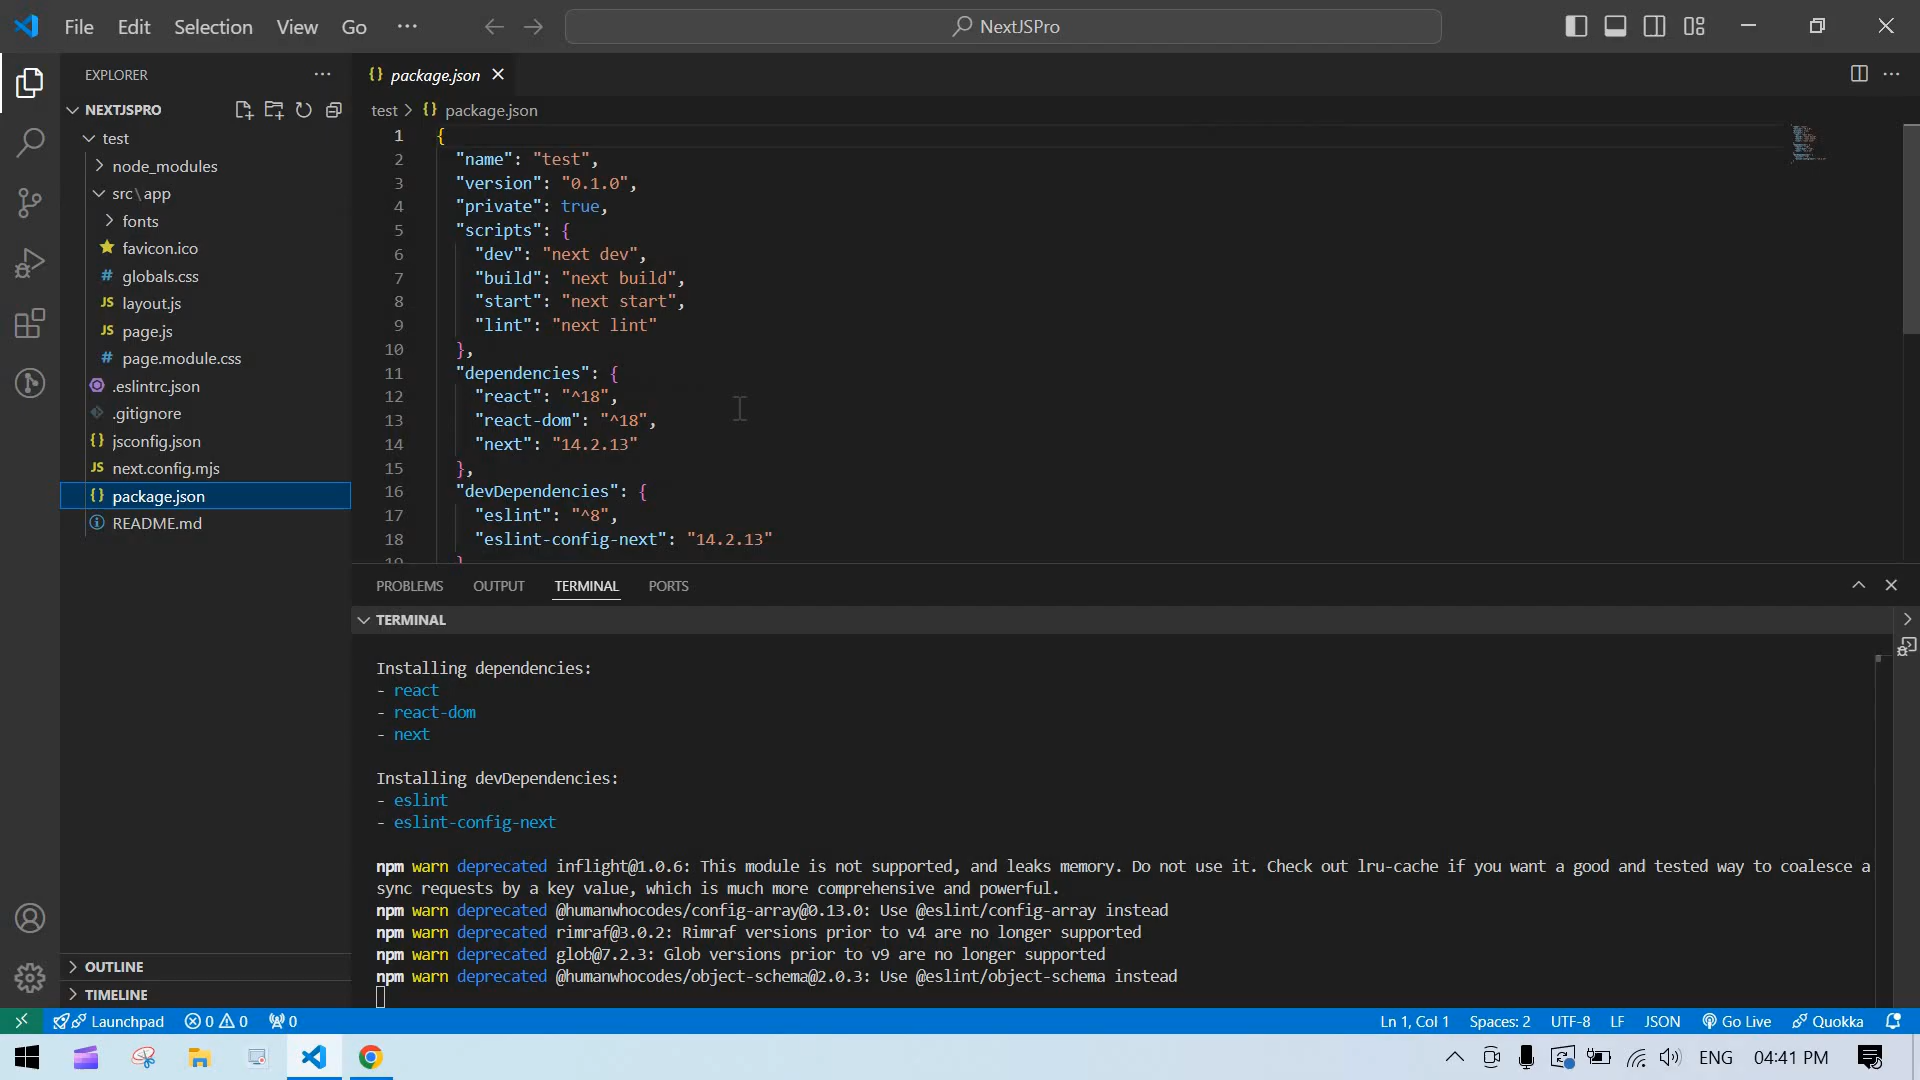 File Edit Selection View Go ···
NextJSPro
EXPLORER ···
NEXTJSPRO
test
node_modules
src\app
fonts
favicon.ico
# globals.css
JS layout.js
JS page.js
# page.module.css
.eslintrc.json
.gitignore
{} jsconfig.json
JS next.config.mjs
{} package.json
README.md
OUTLINE
TIMELINE
{} package.json
test > {} package.json
1 {
2 "name": "test",
3 "version": "0.1.0",
4 "private": true,
5 "scripts": {
6 "dev": "next dev",
7 "build": "next build",
8 "start": "next start",
9 "lint": "next lint"
10 },
11 "dependencies": {
12 "react": "^18",
13 "react-dom": "^18",
14 "next": "14.2.13"
15 },
16 "devDependencies": {
17 "eslint": "^8",
18 "eslint-config-next": "14.2.13"
19 }
PROBLEMS OUTPUT TERMINAL PORTS
TERMINAL
Installing dependencies:
- react
- react-dom
- next
Installing devDependencies:
- eslint
- eslint-config-next
npm warn deprecated inflight@1.0.6: This module is not supported, and leaks memory. Do not use it. Check out lru-cache if you want a good and tested way to coalesce a
sync requests by a key value, which is much more comprehensive and powerful.
npm warn deprecated @humanwhocodes/config-array@0.13.0: Use @eslint/config-array instead
npm warn deprecated rimraf@3.0.2: Rimraf versions prior to v4 are no longer supported
npm warn deprecated glob@7.2.3: Glob versions prior to v9 are no longer supported
npm warn deprecated @humanwhocodes/object-schema@2.0.3: Use @eslint/object-schema instead
Launchpad 0 0 0 Ln 1, Col 1 Spaces: 2 UTF-8 LF JSON Go Live Quokka
ENG 04:41 PM